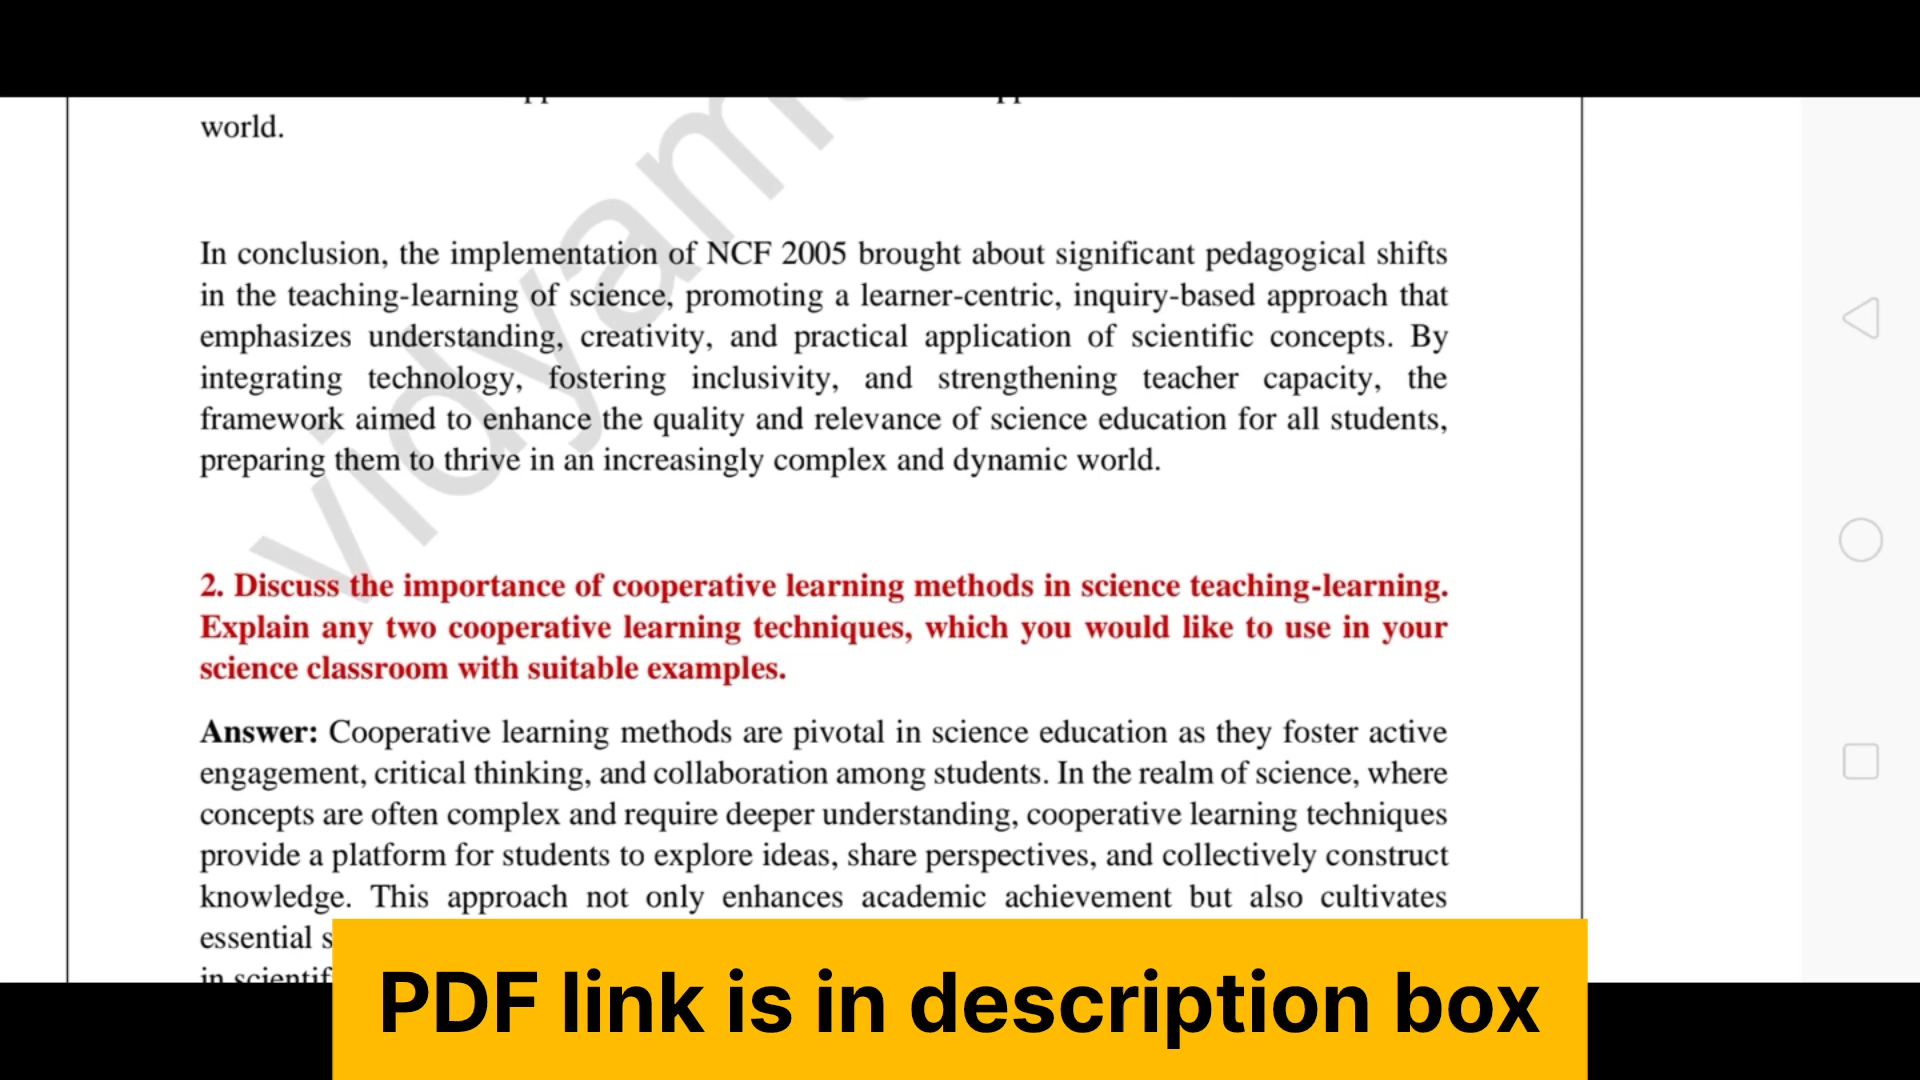 world.
In conclusion, the implementation of NCF 2005 brought about significant pedagogical shifts
in the teaching-learning of science, promoting a learner-centric, inquiry-based approach that
emphasizes understanding, creativity, and practical application of scientific concepts. By
integrating technology, fostering inclusivity, and strengthening teacher capacity, the
framework aimed to enhance the quality and relevance of science education for all students,
preparing them to thrive in an increasingly complex and dynamic world.
2. Discuss the importance of cooperative learning methods in science teaching-learning.
Explain any two cooperative learning techniques, which you would like to use in your
science classroom with suitable examples.
Answer: Cooperative learning methods are pivotal in science education as they foster active
engagement, critical thinking, and collaboration among students. In the realm of science, where
concepts are often complex and require deeper understanding, cooperative learning techniques
provide a platform for students to explore ideas, share perspectives, and collectively construct
knowledge. This approach not only enhances academic achievement but also cultivates
essential
in
PDF link is in description box